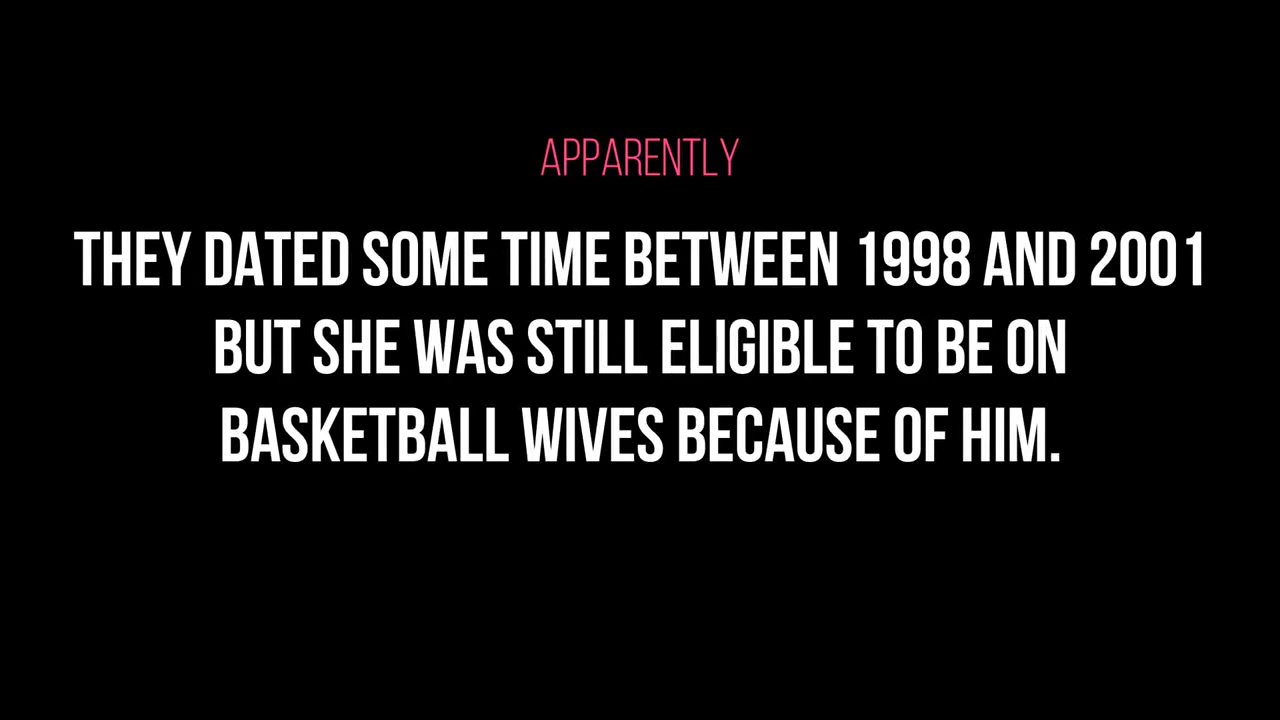 APPARENTLY
THEY DATED SOME TIME BETWEEN 1998 AND 2001
BUT SHE WAS STILL ELIGIBLE TO BE ON
BASKETBALL WIVES BECAUSE OF HIM.